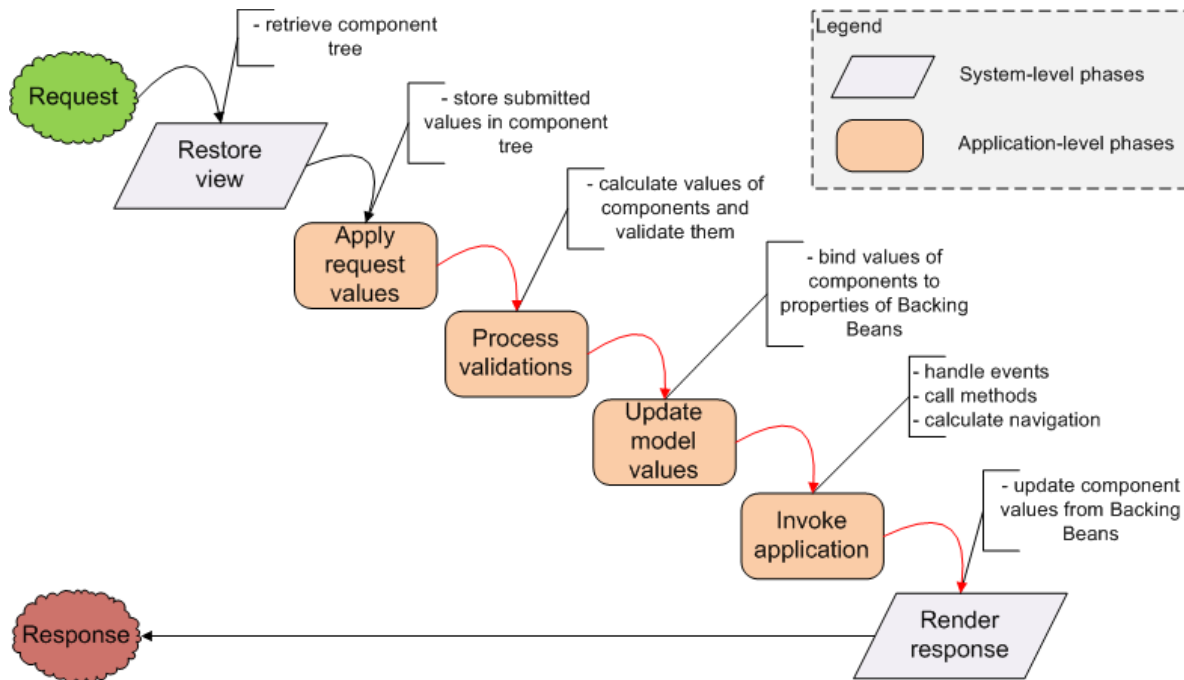 Request
- retrieve component
tree
Restore
view
- store submitted
values in component
tree
Apply
request
values
- calculate values of
components and
validate them
Process
validations
- bind values of
components to
properties of Backing
Beans
Update
model
values
- handle events
- call methods
- calculate navigation
Invoke
application
- update component
values from Backing
Beans
Render
response
Response
Legend
System-level phases
Application-level phases